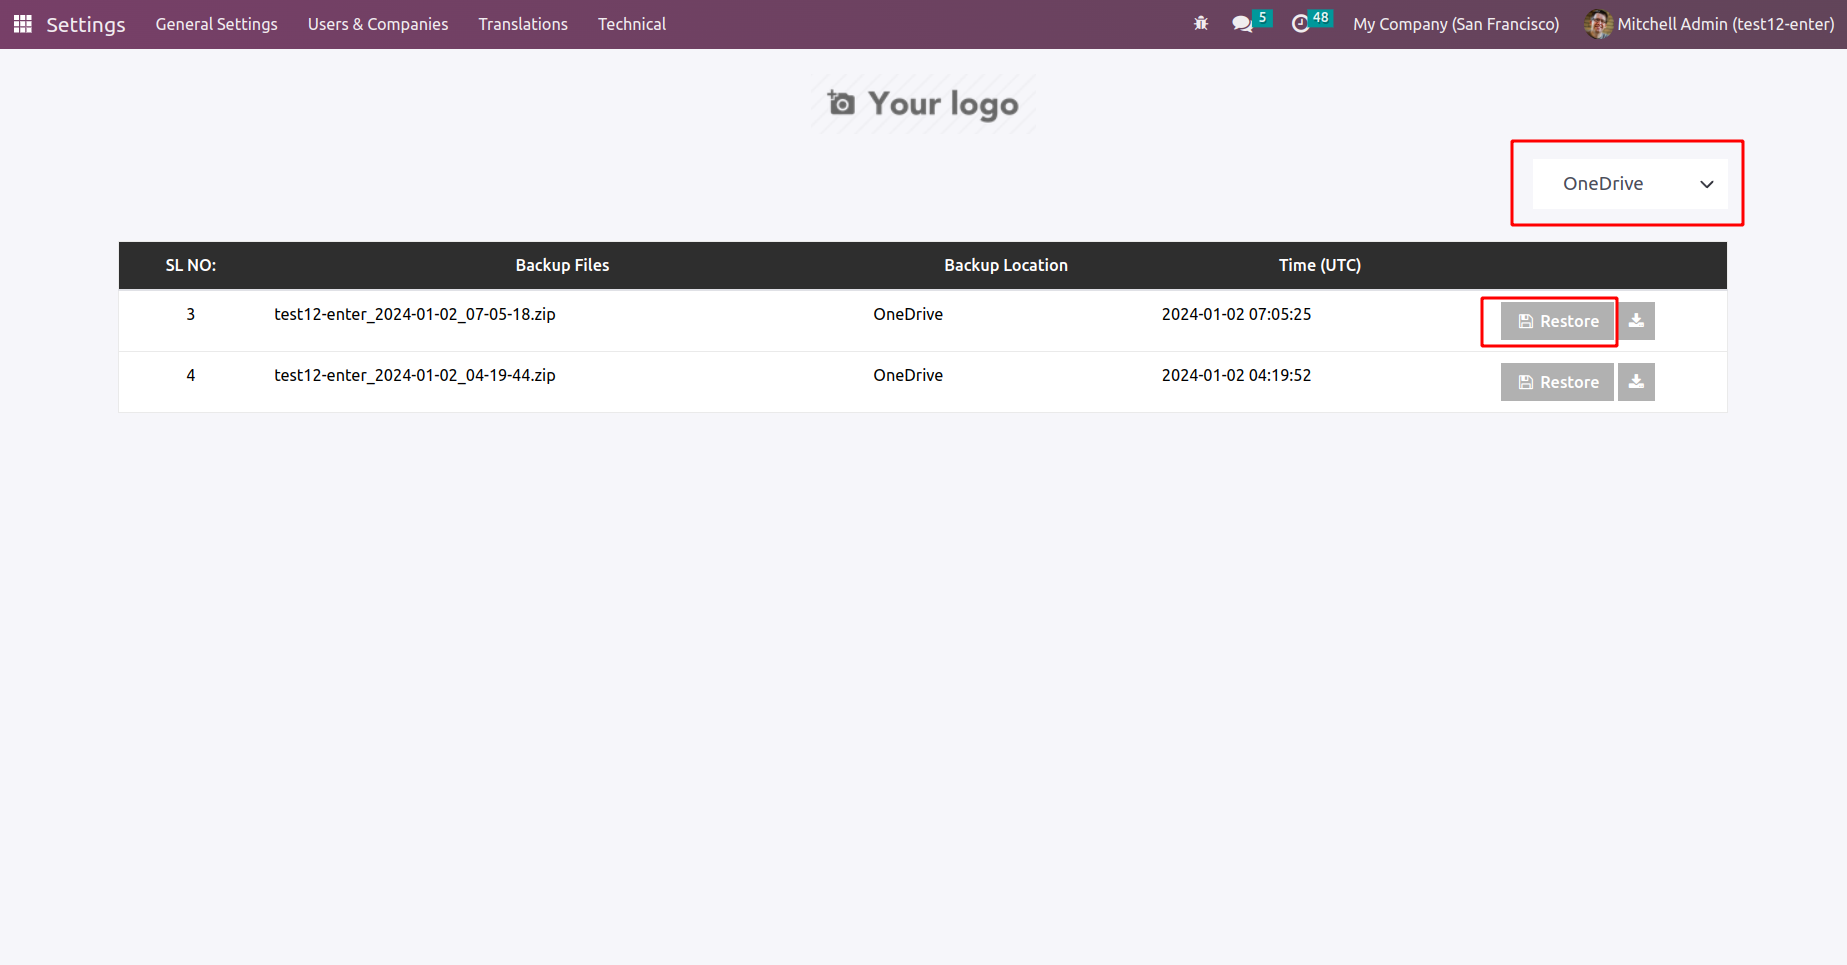 Settings General Settings Users & Companies Translations Technical 5 48 My Company (San Francisco) Mitchell Admin (test12-enter)
Your logo
OneDrive
SL NO: Backup Files Backup Location Time (UTC)
3 test12-enter_2024-01-02_07-05-18.zip OneDrive 2024-01-02 07:05:25 Restore
4 test12-enter_2024-01-02_04-19-44.zip OneDrive 2024-01-02 04:19:52 Restore